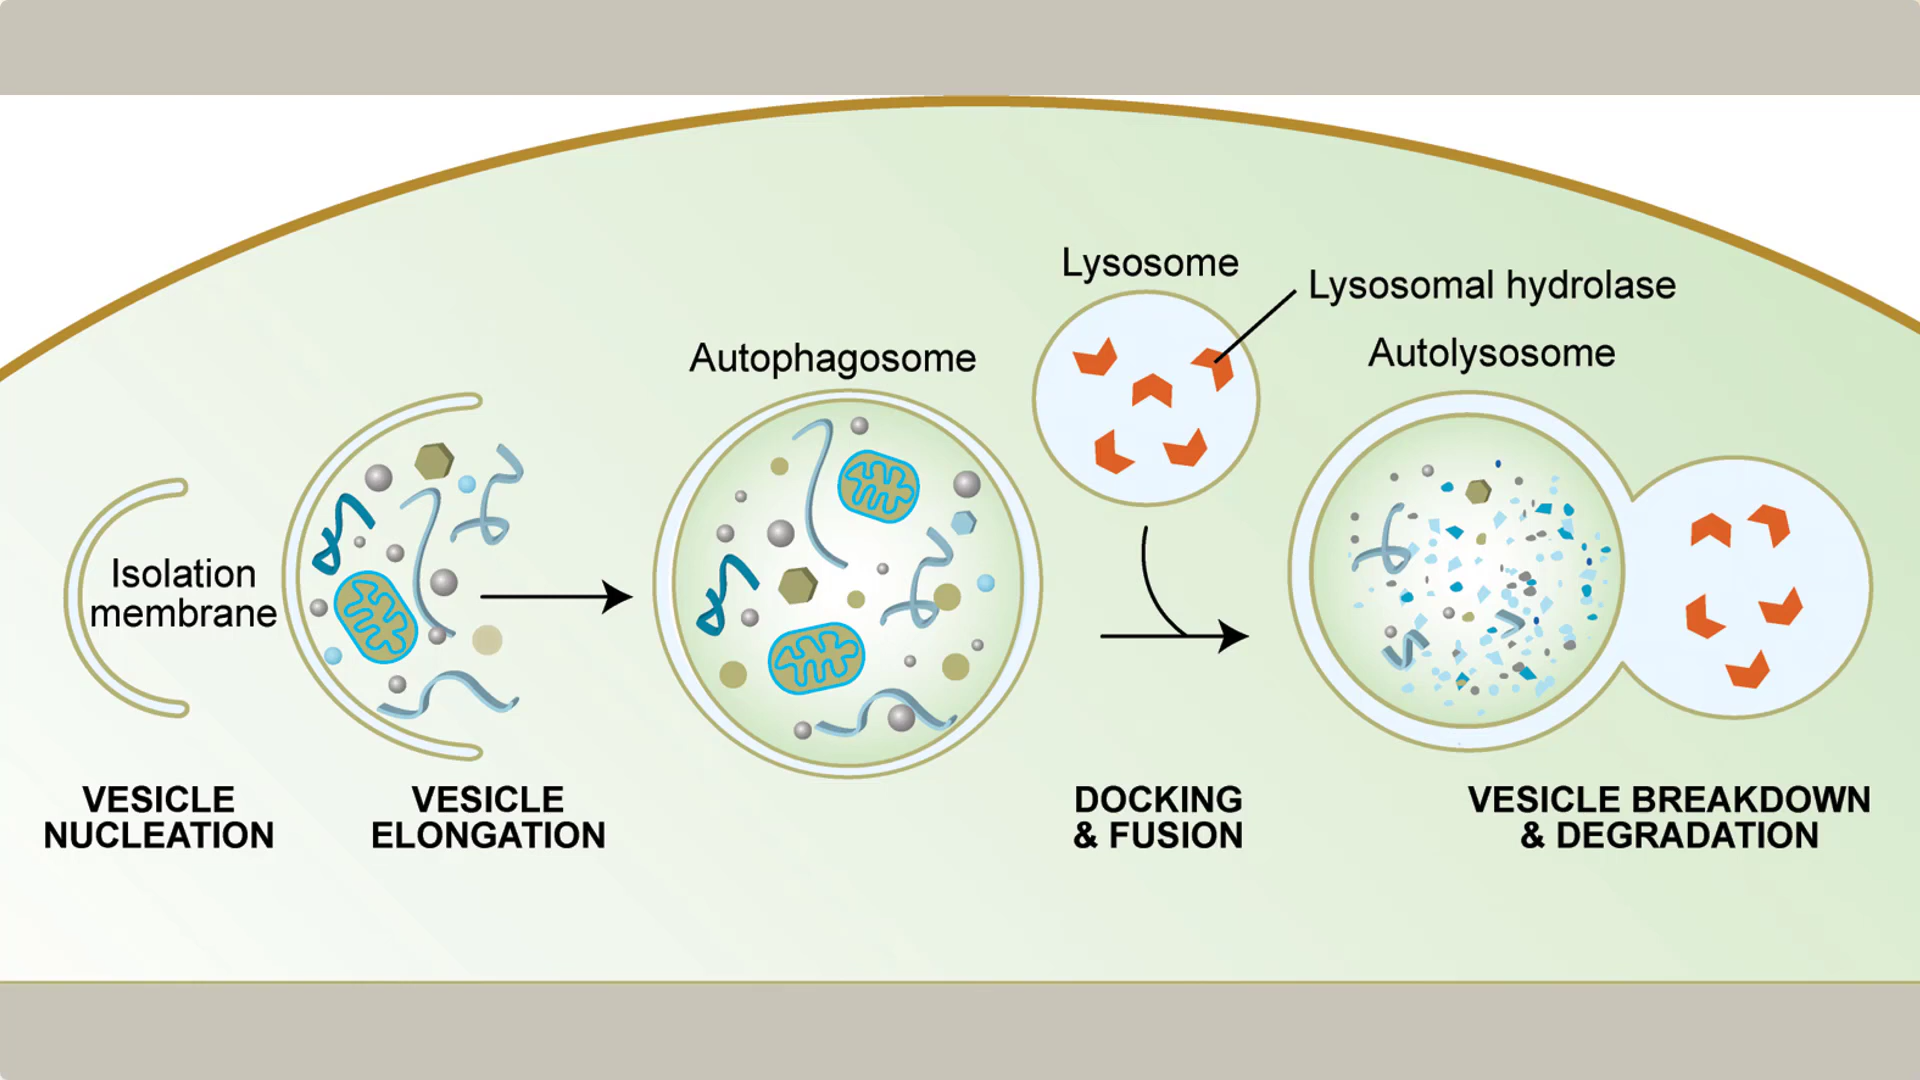 Lysosome
Lysosomal hydrolase
Autophagosome
Autolysosome
Isolation
membrane
VESICLE
NUCLEATION
VESICLE
ELONGATION
DOCKING
& FUSION
VESICLE BREAKDOWN
& DEGRADATION